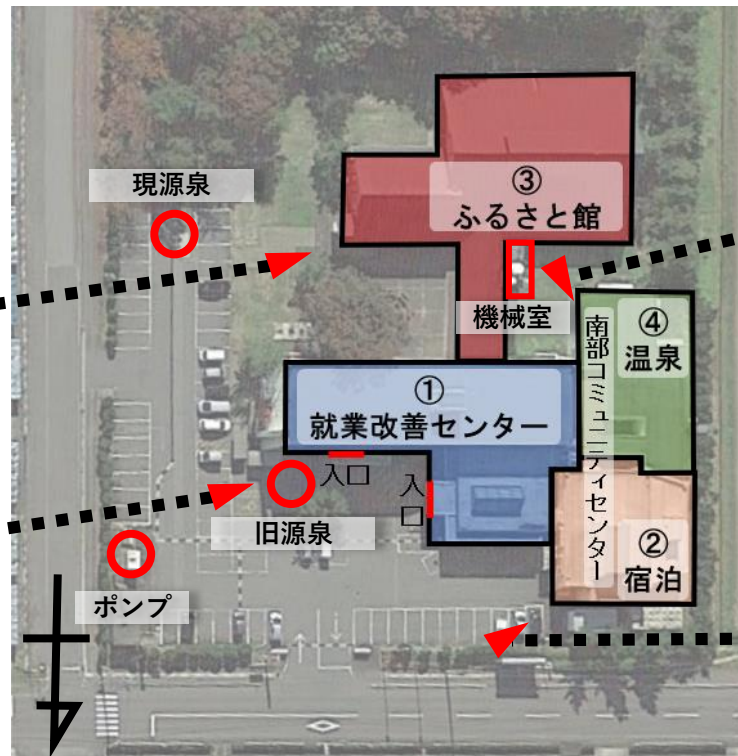 現源泉
③
ふるさと館
機械室
南部コミュニティセンター
④
温泉
①
就業改善センター
入口
入口
旧源泉
②
宿泊
ポンプ